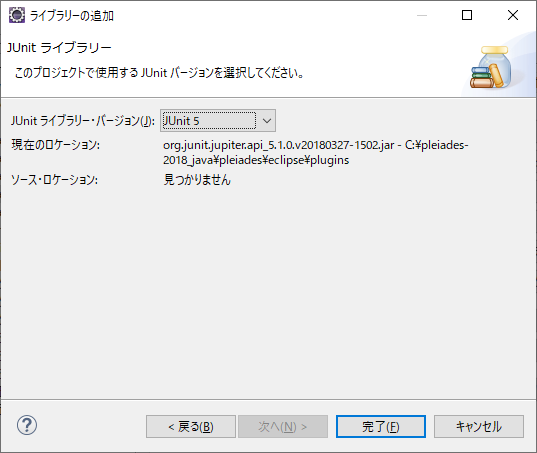 ライブラリーの追加
JUnit ライブラリー
このプロジェクトで使用する JUnit バージョンを選択してください。
JUnit ライブラリー・バージョン(J): JUnit 5
現在のロケーション: org.junit.jupiter.api_5.1.0.v20180327-1502.jar - C:¥pleiades-
2018_java¥pleiades¥eclipse¥plugins
ソース・ロケーション: 見つかりません
? < 戻る(B) 次へ(N) > 完了(F) キャンセル